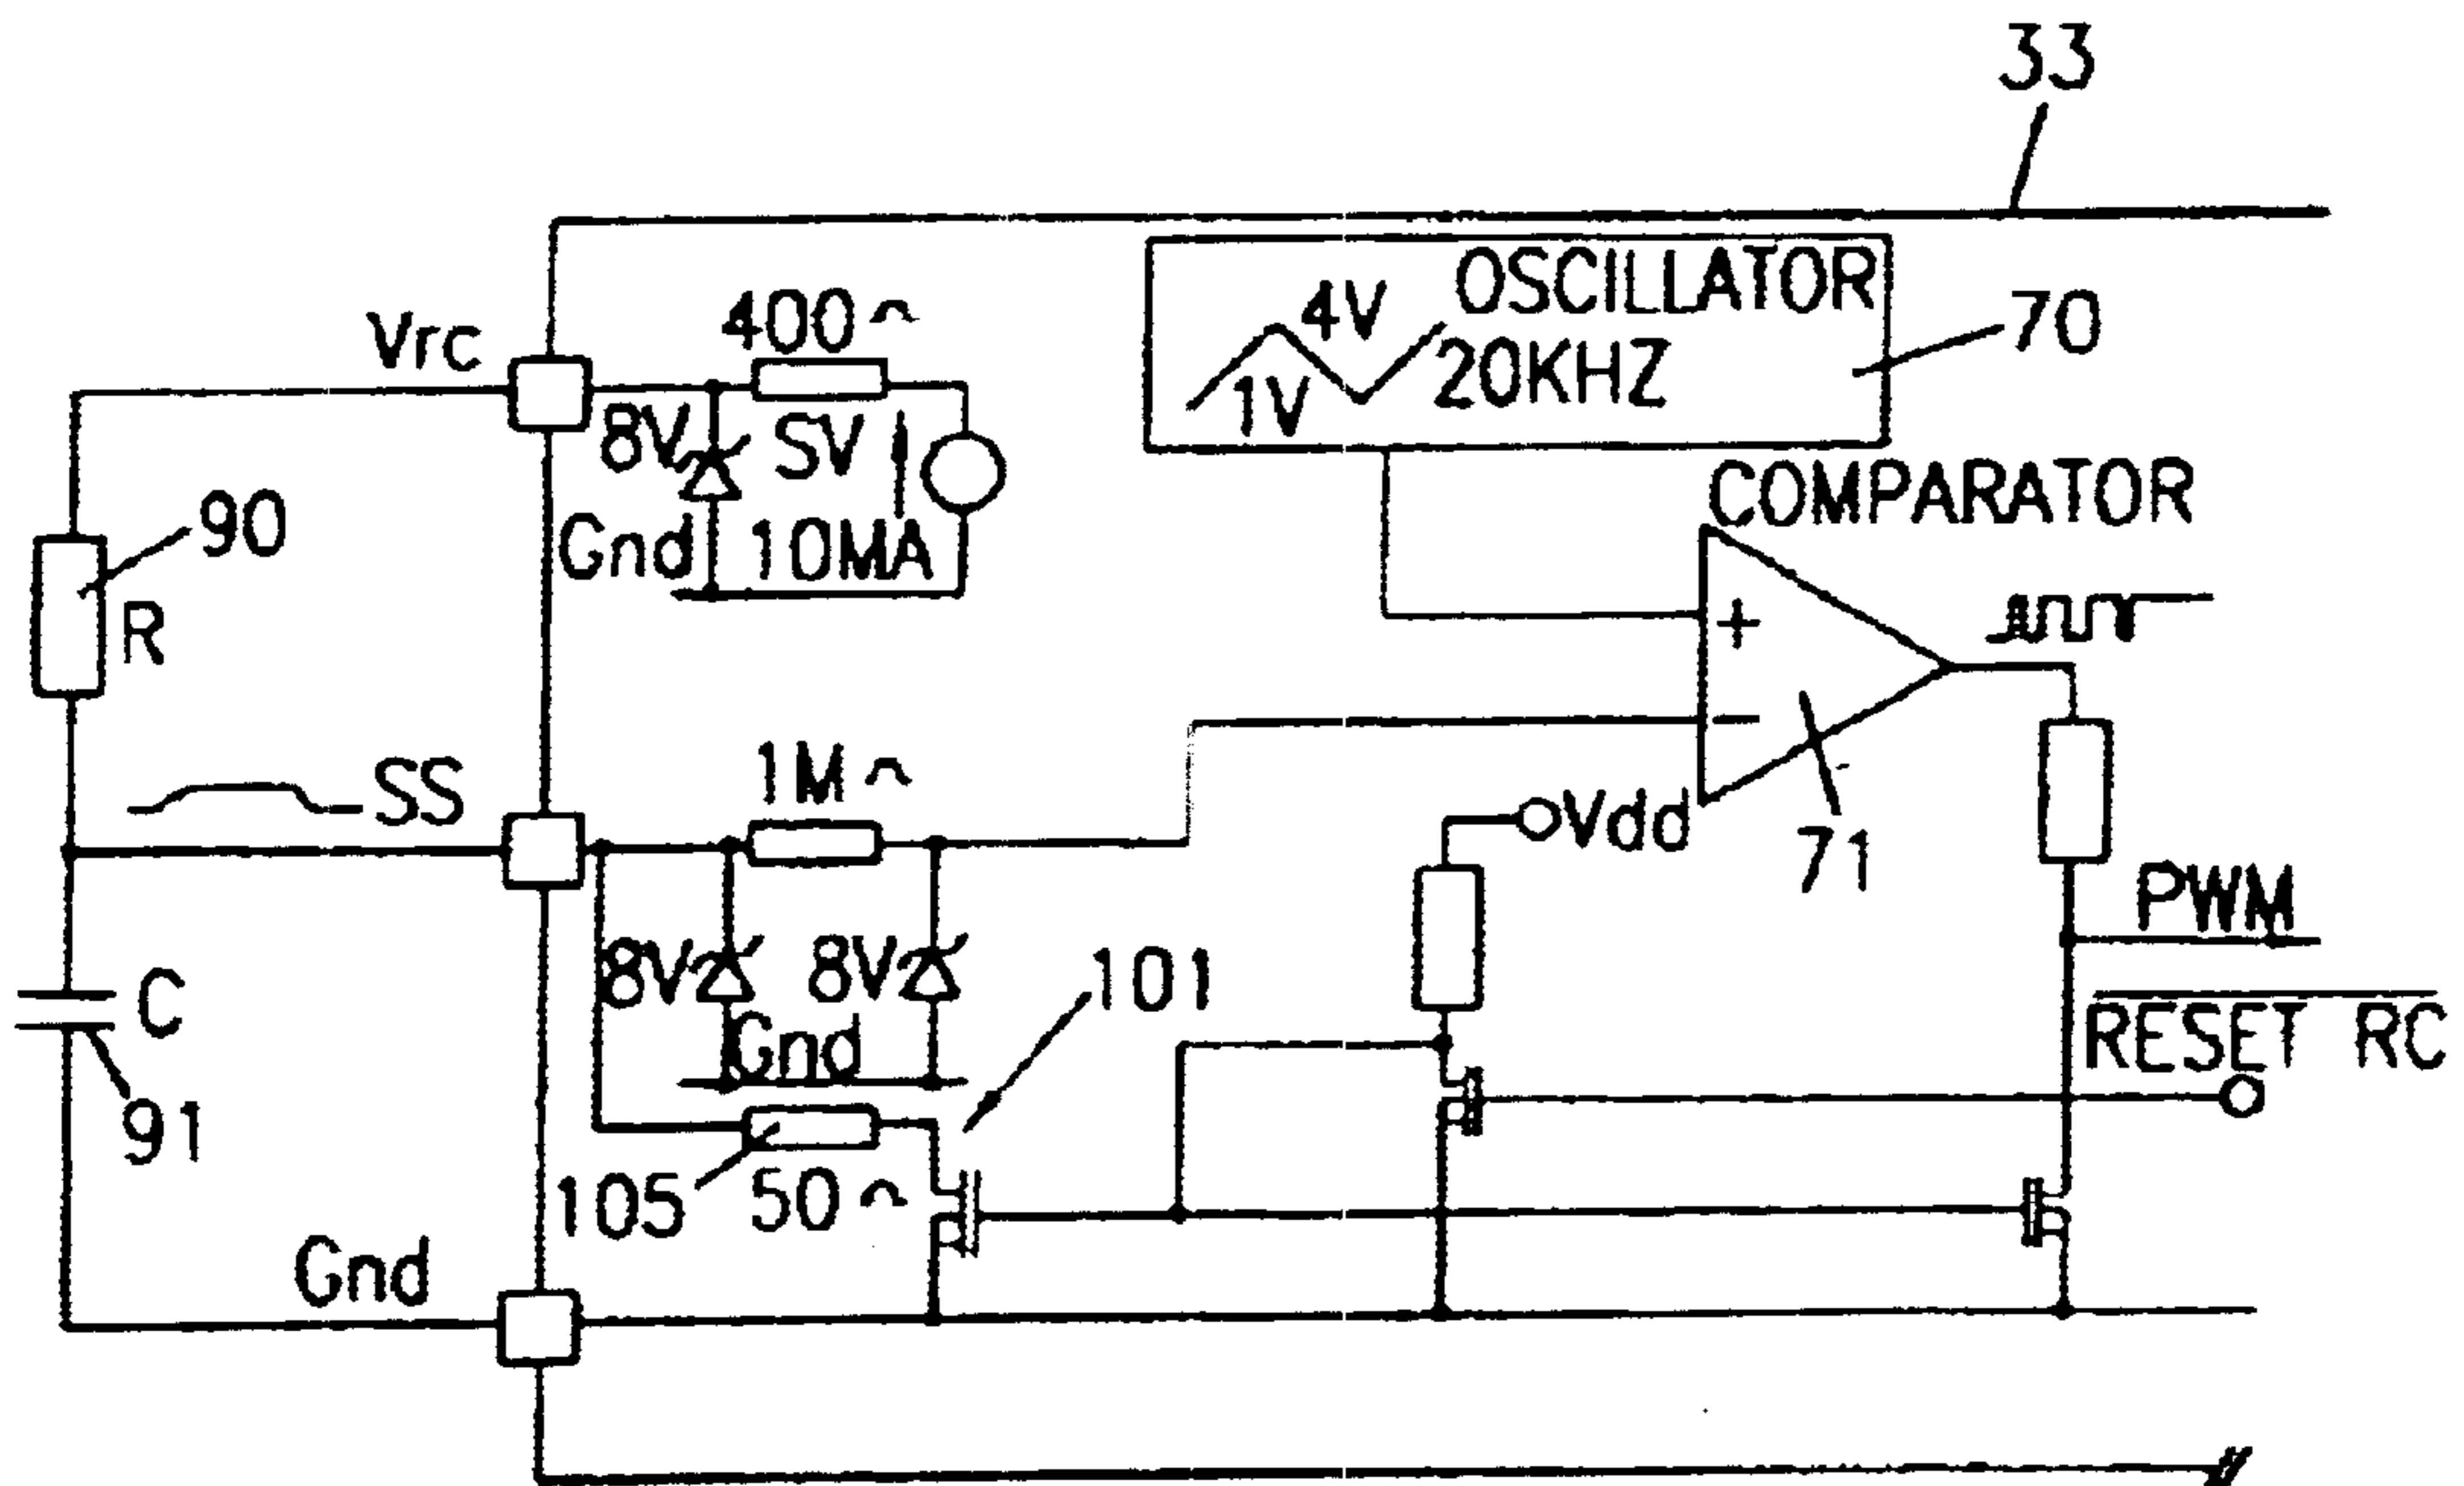 33
OSCILLATOR
4V
20KHZ
1V
70
Vrc
400
8V
5V
Gnd
10MA
COMPARATOR
90
R
+
−
SS
1M
Vdd
71
PWM
8V
8V
101
C
Gnd
RESET RC
91
105
50
Gnd